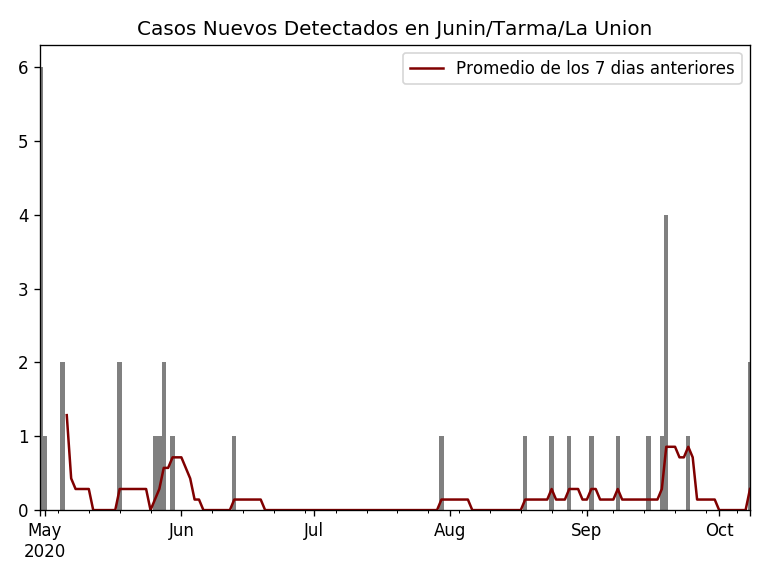 Casos Nuevos Detectados en Junin/Tarma/La Union
Promedio de los 7 dias anteriores
6
5
4
3
2
1
0
May Jun Jul Aug Sep Oct
2020